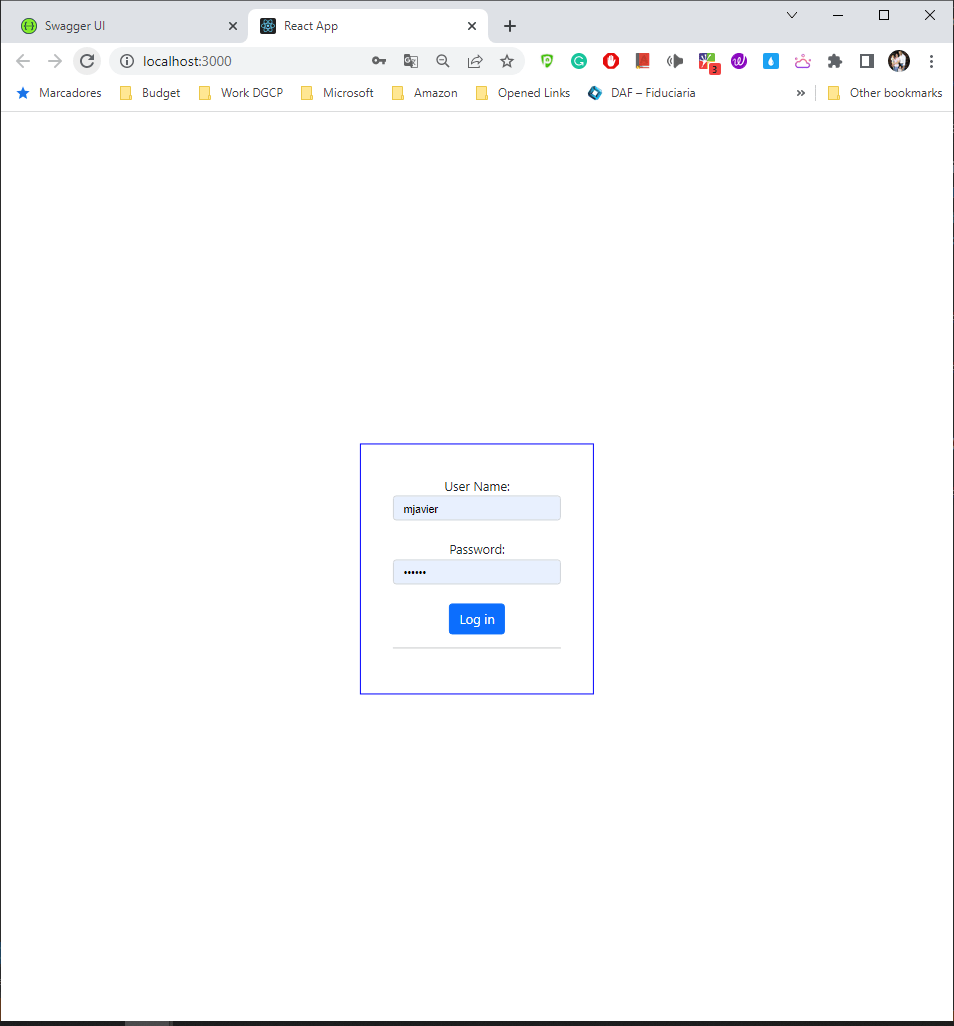 Swagger UI
React App
localhost:3000
3
Marcadores Budget Work DGCP Microsoft Amazon Opened Links DAF – Fiduciaria » Other bookmarks
User Name:
mjavier
Password:
••••••
Log in